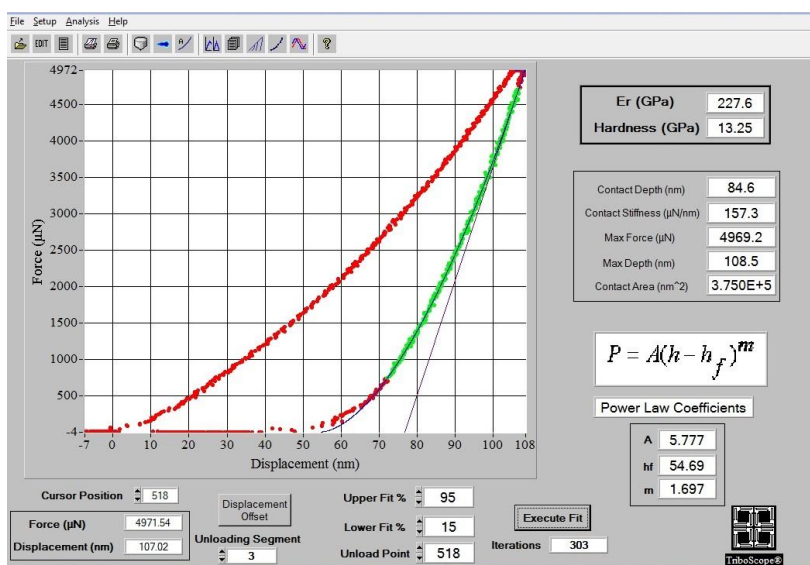 File Setup Analysis Help
EDIT
A
?
4972
4500
4000
3500
3000
2500
2000
1500
1000
500
-4
Force (µN)
-7 0 10 20 30 40 50 60 70 80 90 100 108
Displacement (nm)
Er (GPa) 227.6
Hardness (GPa) 13.25
Contact Depth (nm) 84.6
Contact Stiffness (µN/nm) 157.3
Max Force (µN) 4969.2
Max Depth (nm) 108.5
Contact Area (nm^2) 3.750E+5
P = A(h - h_f)^m
Power Law Coefficients
A 5.777
hf 54.69
m 1.697
Cursor Position 518
Force (µN) 4971.54
Displacement (nm) 107.02
Displacement
Offset
Unloading Segment
3
Upper Fit % 95
Lower Fit % 15
Unload Point 518
Execute Fit
Iterations 303
TriboScope®